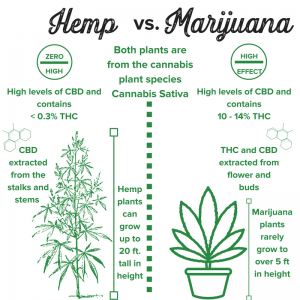 Hemp vs. Marijuana
ZERO
HIGH
Both plants are
from the cannabis
plant species
Cannabis Sativa
HIGH
EFFECT
High levels of CBD and
contains
< 0.3% THC
High levels of CBD and
contains
10 - 14% THC
CBD
extracted
from the
stalks and
stems
THC and CBD
extracted from
flower and
buds
Hemp
plants
can
grow
up to
20 ft.
tall in
height
Marijuana
plants
rarely
grow to
over 5 ft
in height